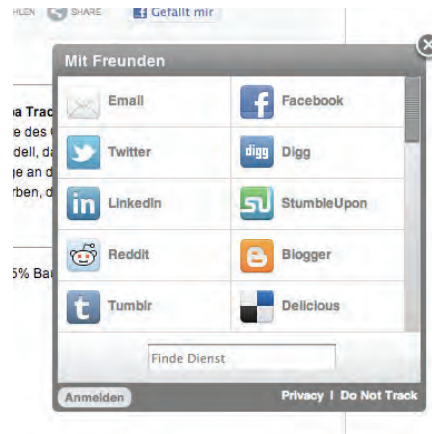 SHARE Gefällt mir
Mit Freunden
Email Facebook
Twitter digg Digg
in LinkedIn StumbleUpon
Reddit Blogger
t Tumblr Delicious
Finde Dienst
Anmelden Privacy | Do Not Track